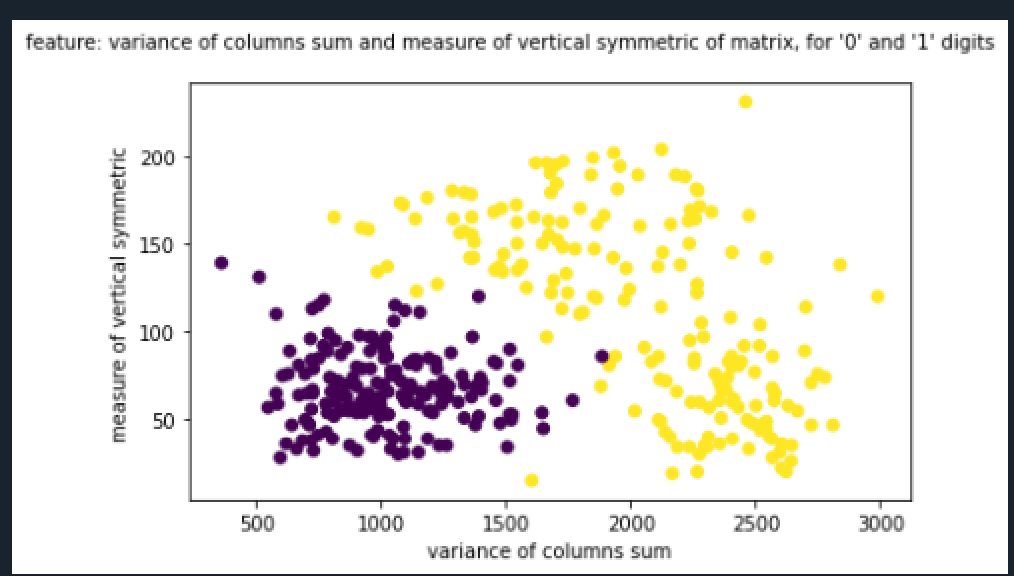 feature: variance of columns sum and measure of vertical symmetric of matrix, for '0' and '1' digits
measure of vertical symmetric
200
150
100
50
500 1000 1500 2000 2500 3000
variance of columns sum